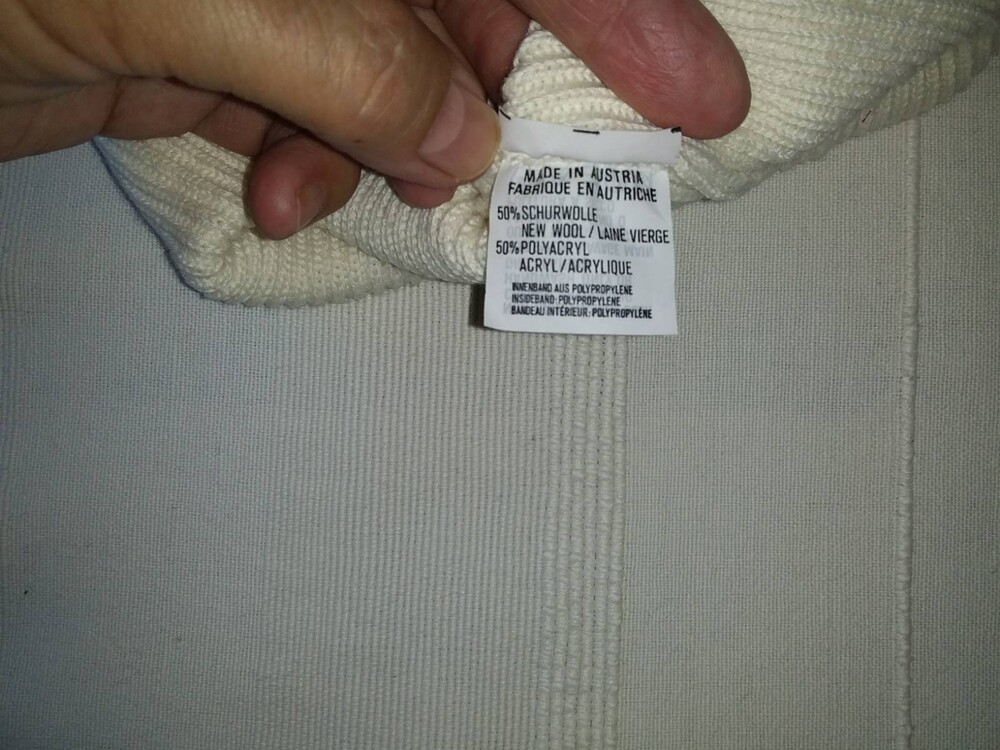 MADE IN AUSTRIA
FABRIQUE EN AUTRICHE
50% SCHURWOLLE
NEW WOOL / LAINE VIERGE
50% POLYACRYL
ACRYL/ACRYLIQUE
INNENBAND AUS POLYPROPYLENE
INSIDEBAND: POLYPROPYLENE
BANDEAU INTÉRIEUR: POLYPROPYLÉNE